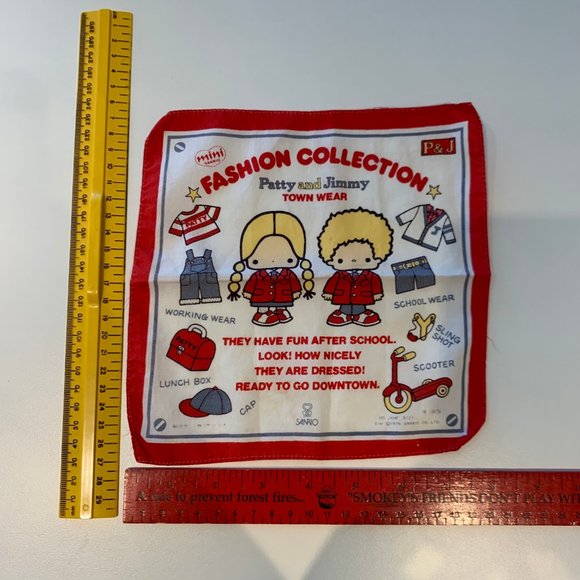 mini
FASHION COLLECTION
P&J
Patty and Jimmy
TOWN WEAR
PATTY
WORKING WEAR
SCHOOL WEAR
SLING
SHOT
SCOOTER
PATTY
LUNCH BOX
CAP
THEY HAVE FUN AFTER SCHOOL.
LOOK! HOW NICELY
THEY ARE DRESSED!
READY TO GO DOWNTOWN.
SANRIO
to prevent forest fires... "SMOKEY'S FRIENDS DON'T PLAY WI